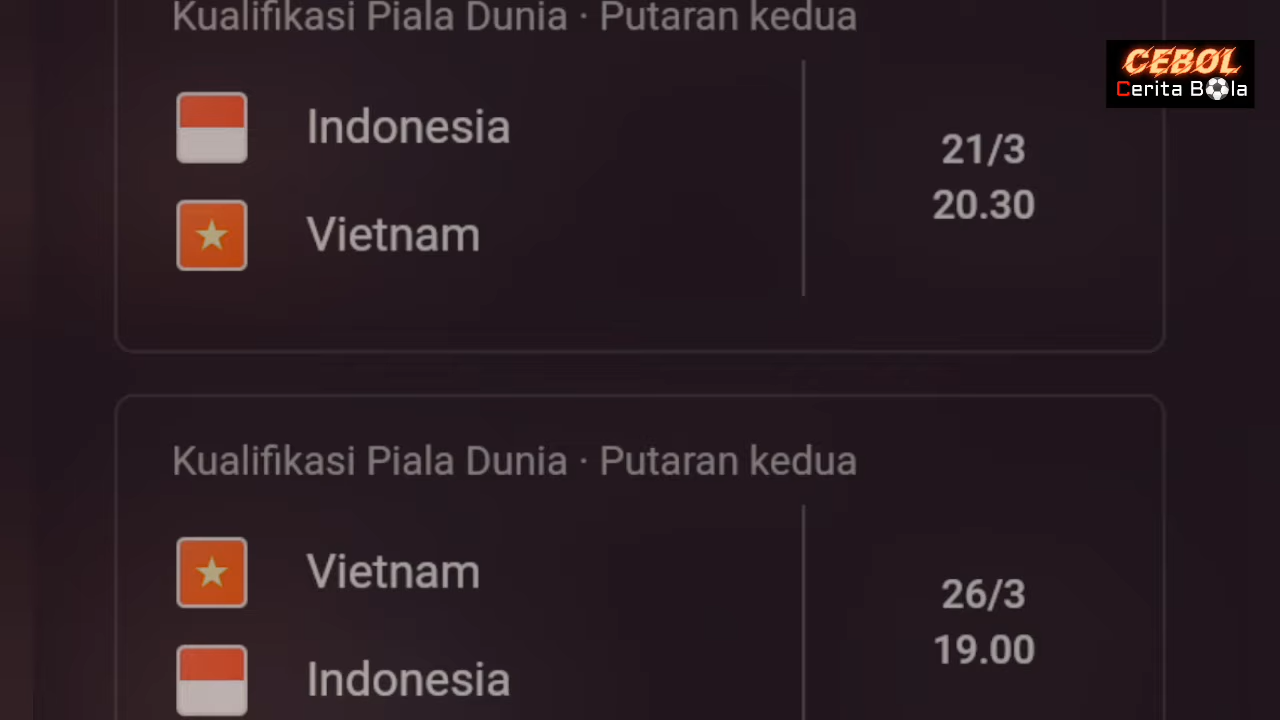 Kualifikasi Piala Dunia · Putaran kedua
CEBOL
Cerita Bola
Indonesia
21/3
20.30
Vietnam
Kualifikasi Piala Dunia · Putaran kedua
Vietnam
26/3
19.00
Indonesia